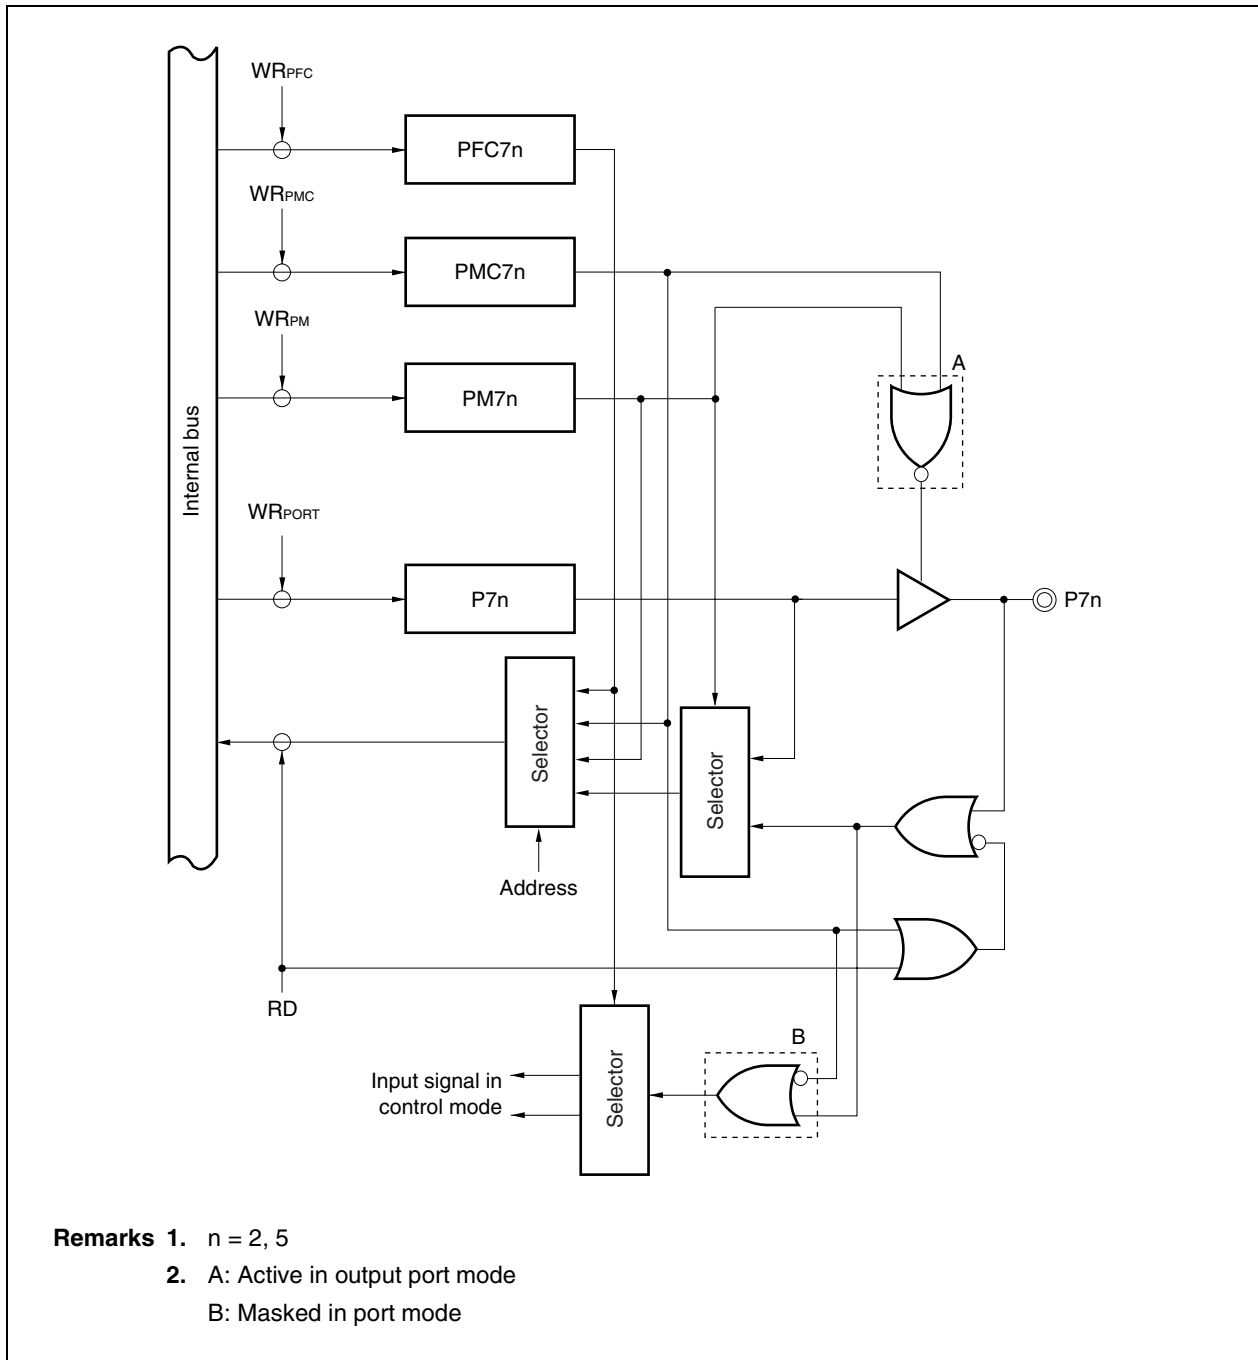 WRPFC
PFC7n
WRPMC
PMC7n
WRPM
PM7n
A
Internal bus
WRPORT
P7n
P7n
Selector
Selector
Address
RD
B
Selector
Input signal in
control mode
Remarks 1. n = 2, 5
2. A: Active in output port mode
B: Masked in port mode